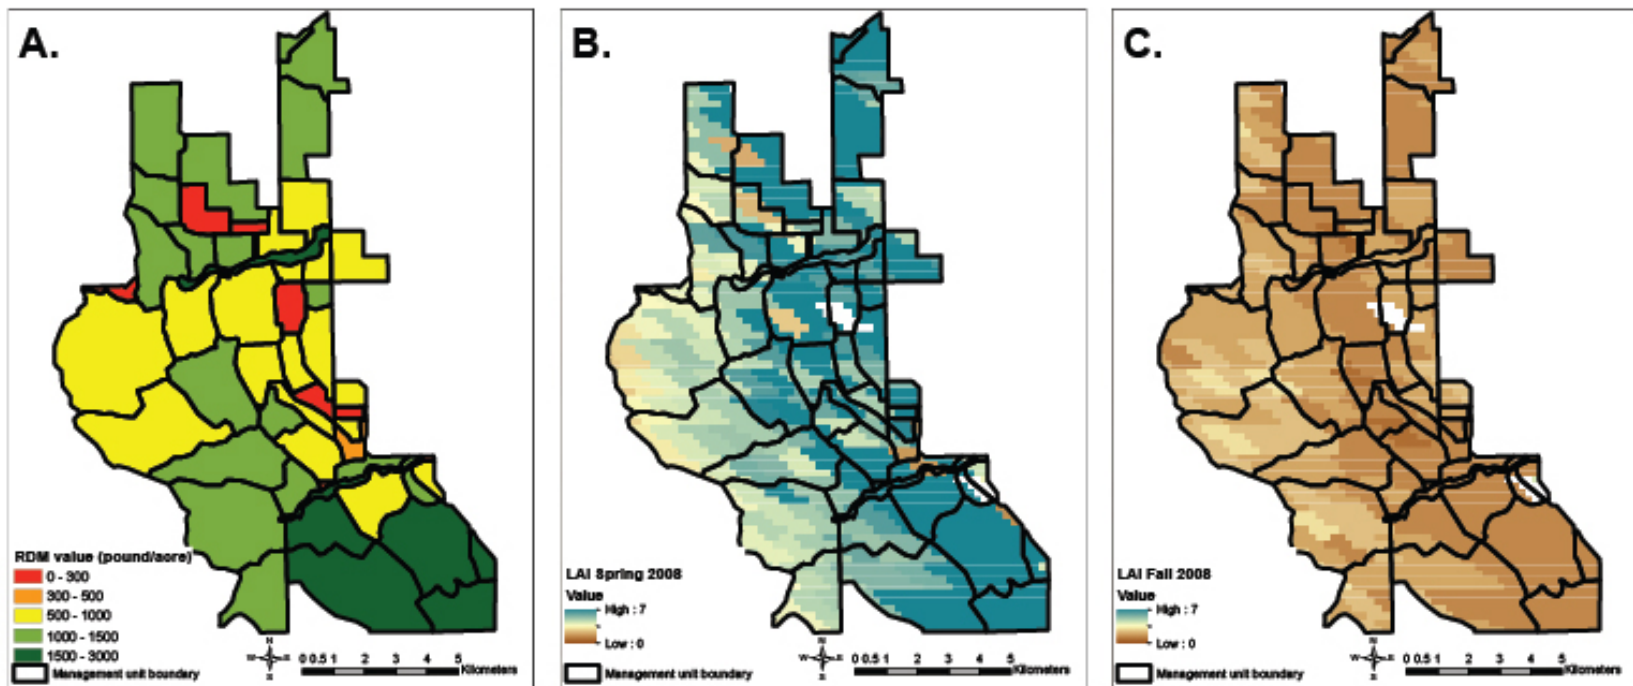 A.
RDM value (pound/acre)
0 - 300
300 - 500
500 - 1000
1000 - 1500
1500 - 3000
Management unit boundary
N
W E
S
0 0.5 1 2 3 4 5
Kilometers
B.
LAI Spring 2008
Value
High : 7
Low : 0
Management unit boundary
N
W E
S
0 0.5 1 2 3 4 5
Kilometers
C.
LAI Fall 2008
Value
High : 7
Low : 0
Management unit boundary
N
W E
S
0 0.5 1 2 3 4 5
Kilometers